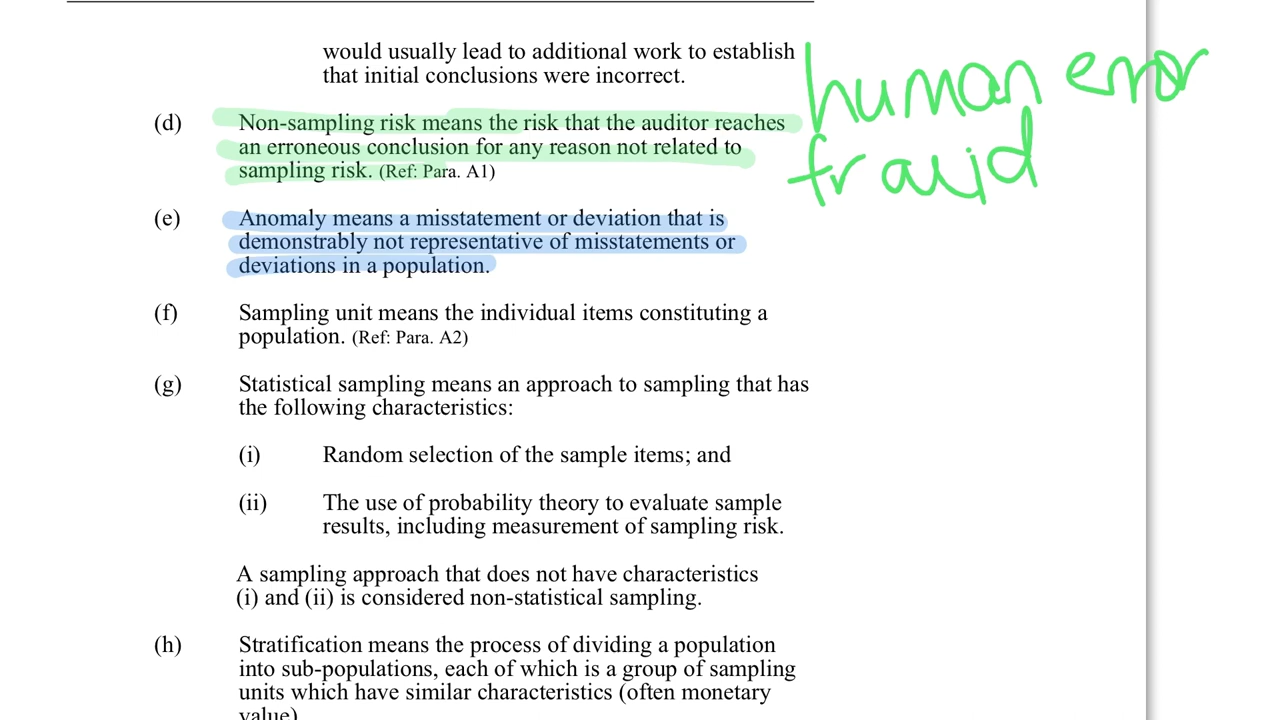 would usually lead to additional work to establish
that initial conclusions were incorrect.
human error
fraud
(d) Non-sampling risk means the risk that the auditor reaches
an erroneous conclusion for any reason not related to
sampling risk. (Ref: Para. A1)
(e) Anomaly means a misstatement or deviation that is
demonstrably not representative of misstatements or
deviations in a population.
(f) Sampling unit means the individual items constituting a
population. (Ref: Para. A2)
(g) Statistical sampling means an approach to sampling that has
the following characteristics:
(i) Random selection of the sample items; and
(ii) The use of probability theory to evaluate sample
results, including measurement of sampling risk.
A sampling approach that does not have characteristics
(i) and (ii) is considered non-statistical sampling.
(h) Stratification means the process of dividing a population
into sub-populations, each of which is a group of sampling
units which have similar characteristics (often monetary
value)